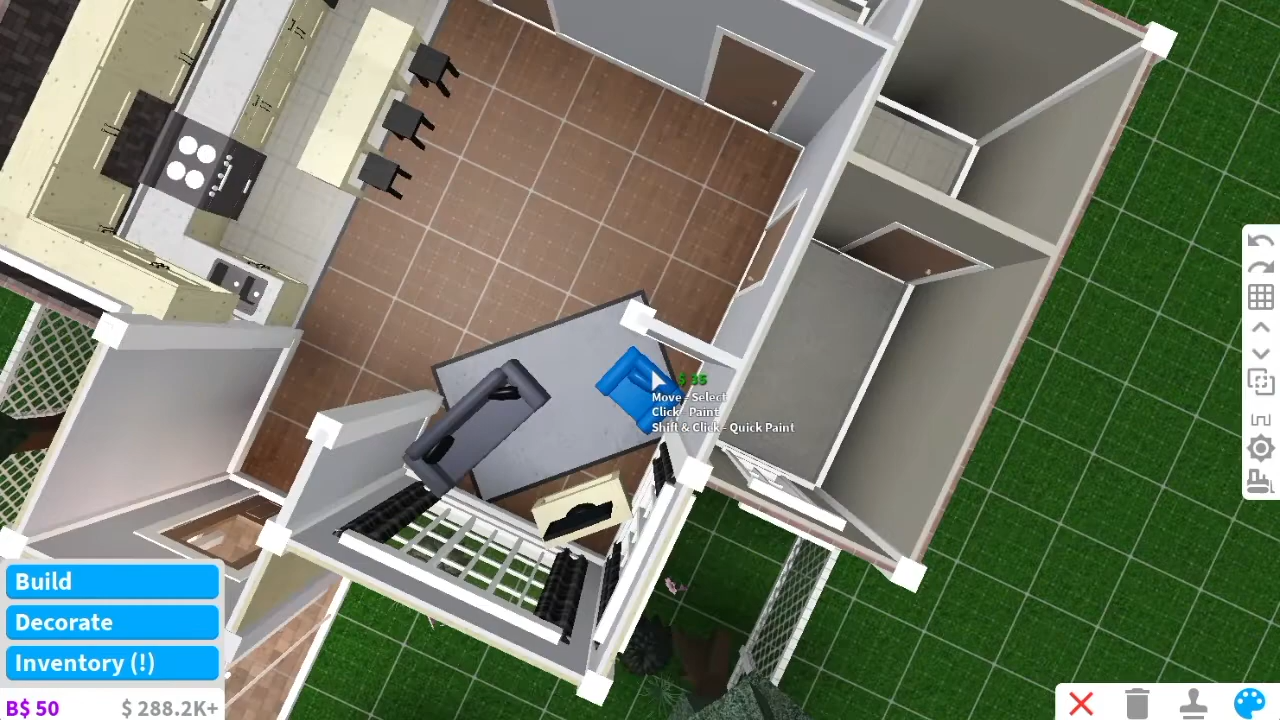 $ 35
Move - Select
Click - Paint
Shift & Click - Quick Paint
Build
Decorate
Inventory (!)
B$ 50 $ 288.2K+